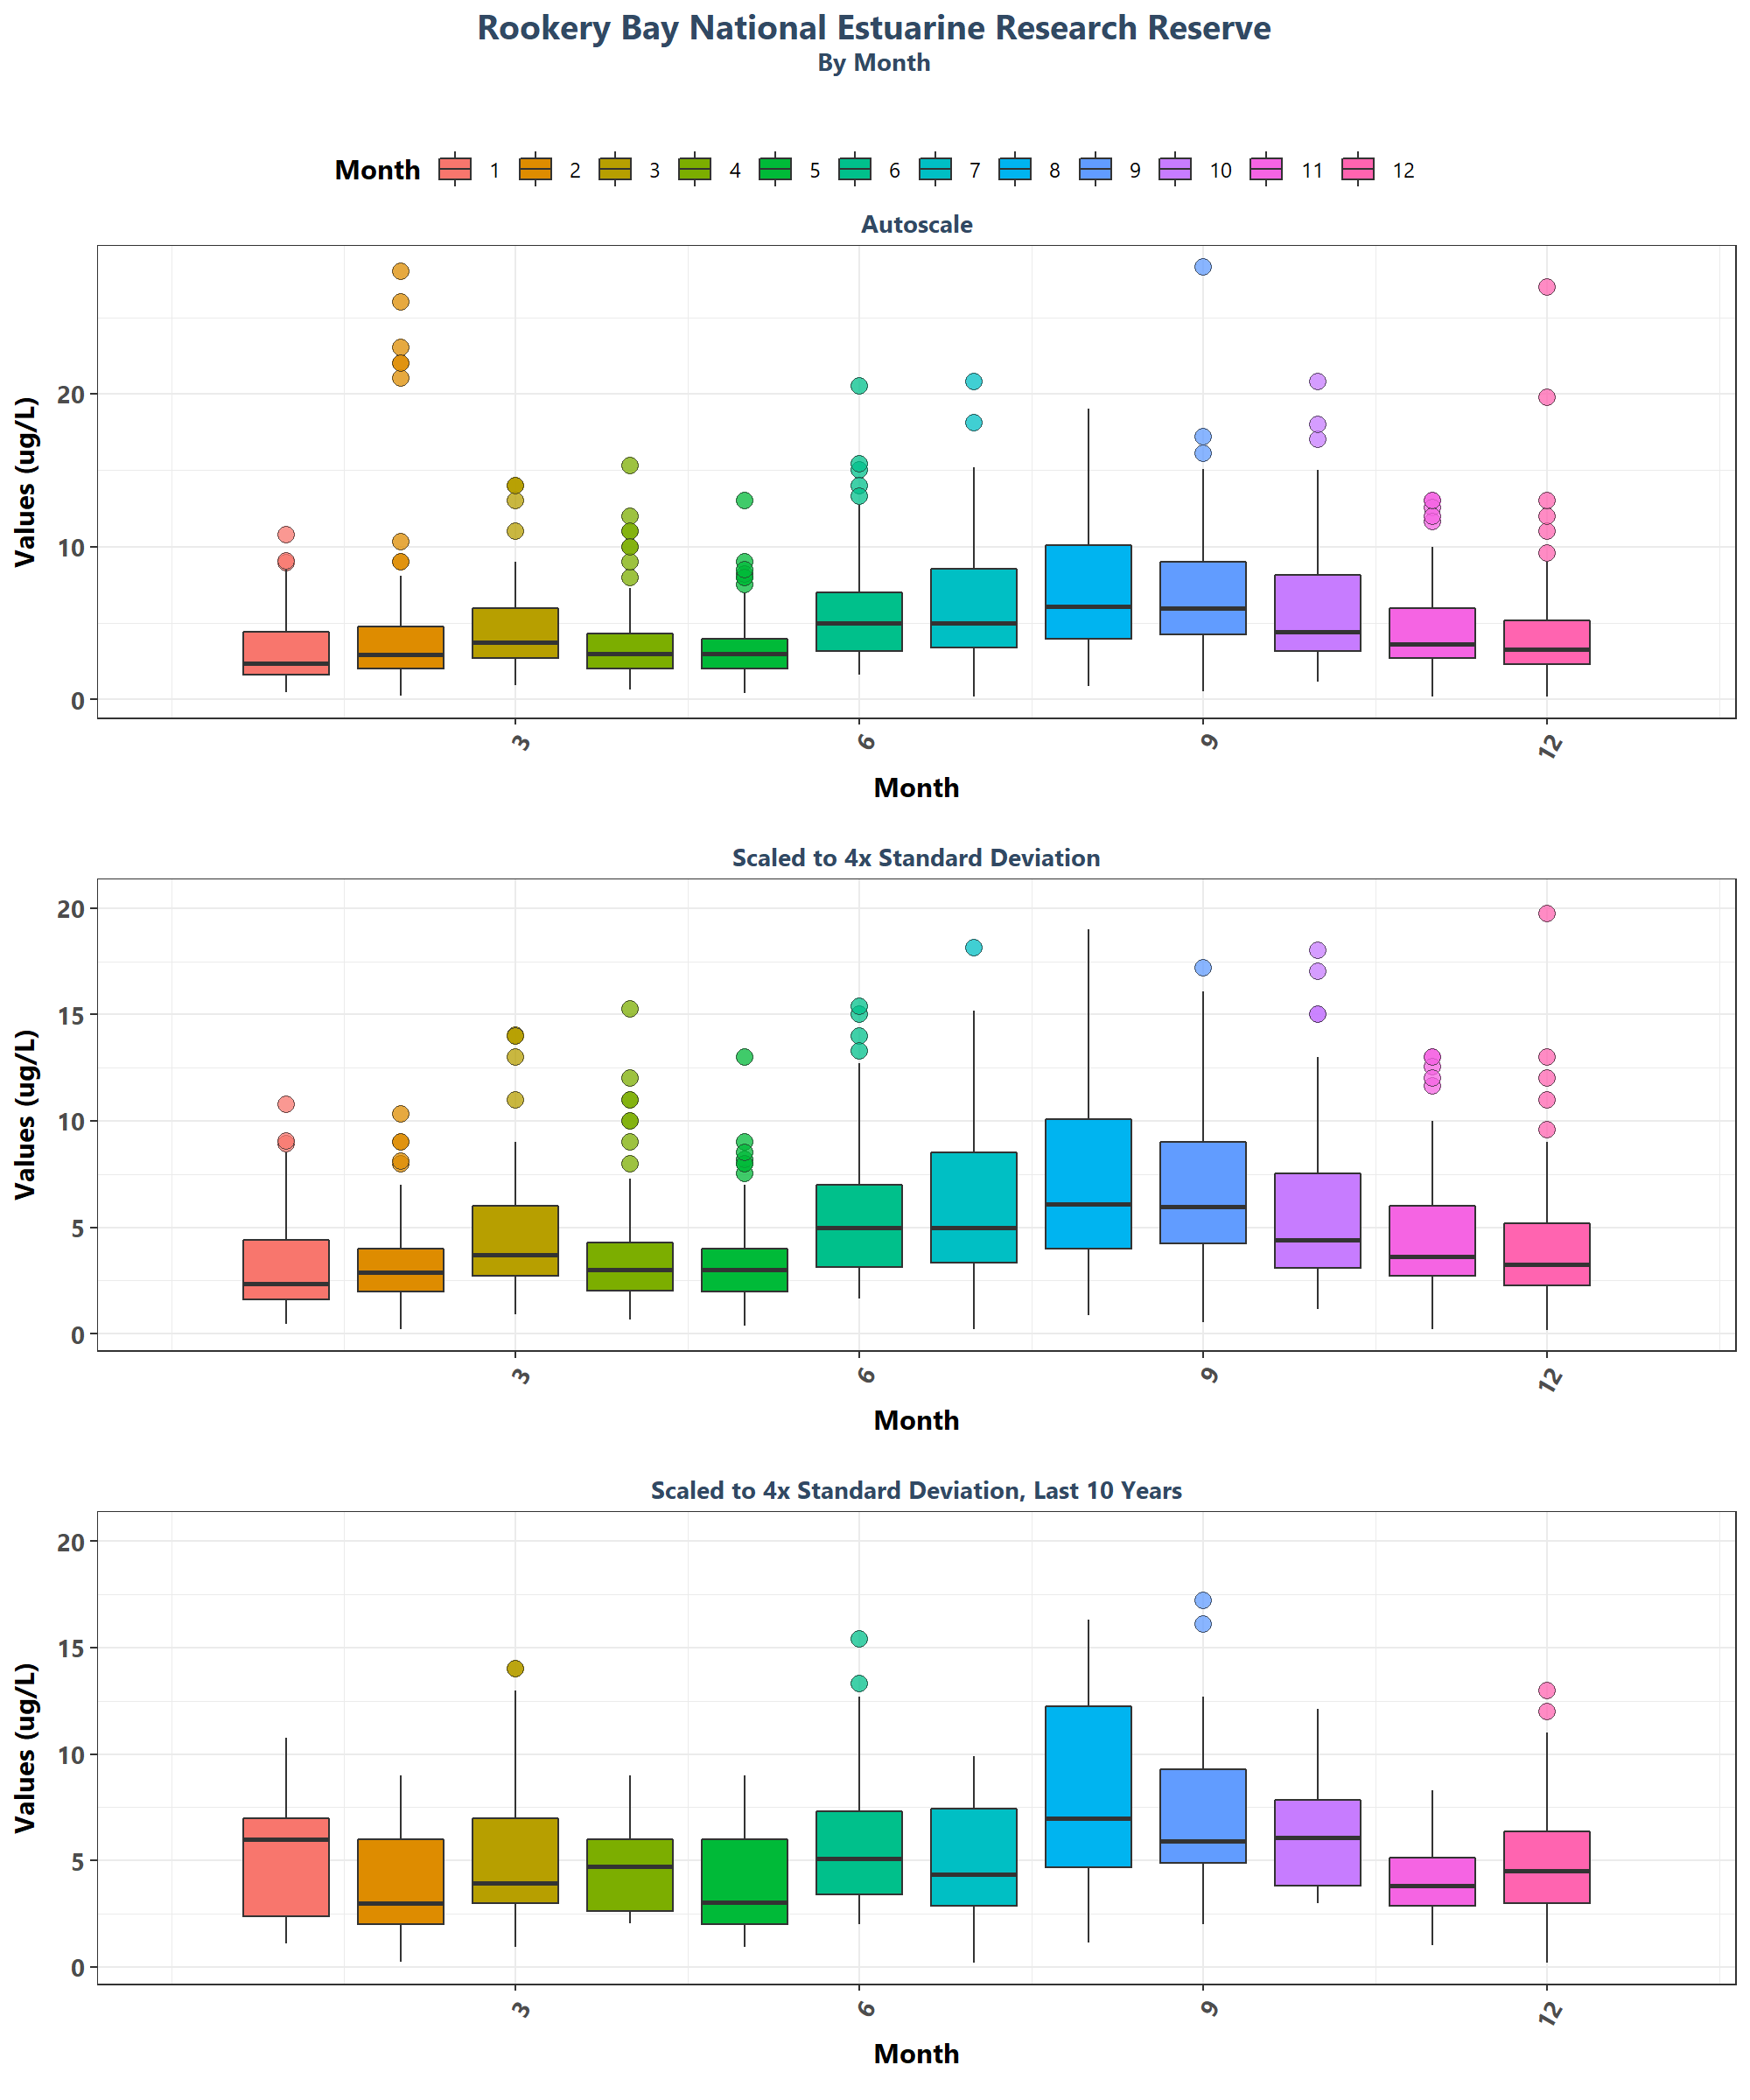 Rookery Bay National Estuarine Research Reserve
By Month
Month 1 2 3 4 5 6 7 8 9 10 11 12
Autoscale
Values (ug/L)
20
10
0
3 6 9 12
Month
Scaled to 4x Standard Deviation
Values (ug/L)
20
15
10
5
0
3 6 9 12
Month
Scaled to 4x Standard Deviation, Last 10 Years
Values (ug/L)
20
15
10
5
0
3 6 9 12
Month